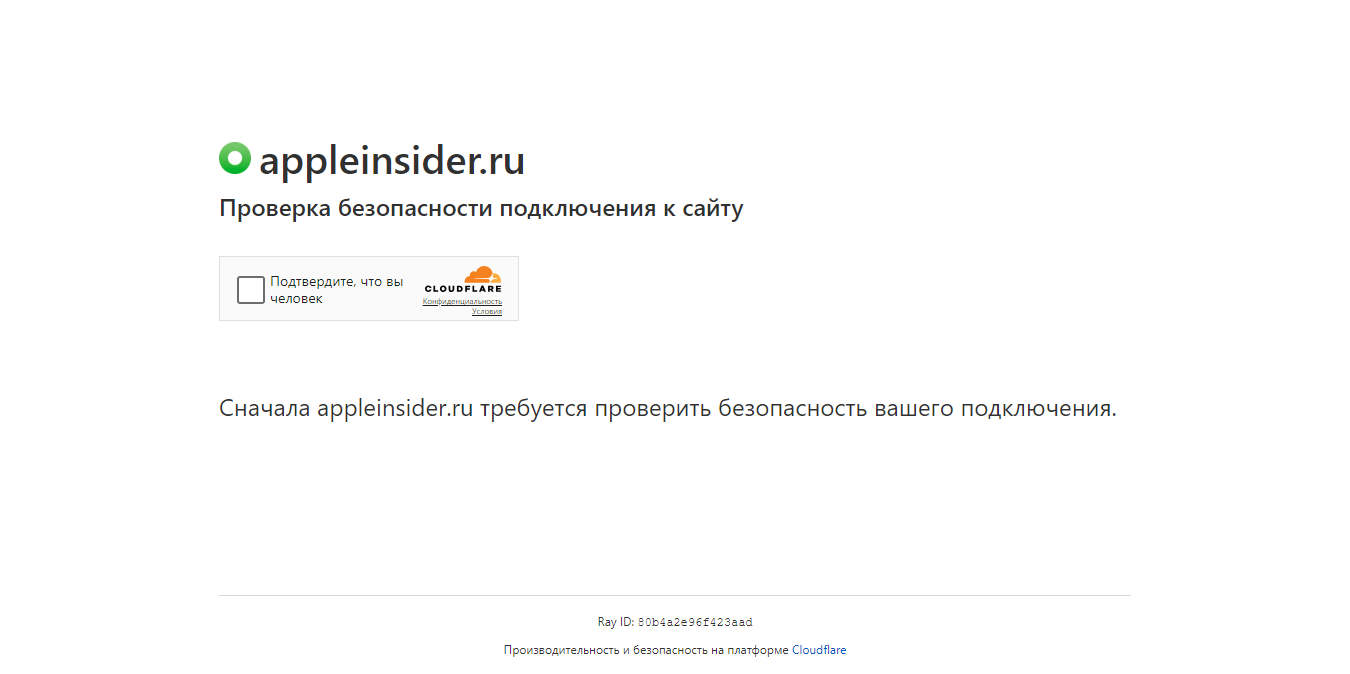 appleinsider.ru
Проверка безопасности подключения к сайту
Подтвердите, что вы
человек
CLOUDFLARE
Конфиденциальность
Условия
Сначала appleinsider.ru требуется проверить безопасность вашего подключения.
Ray ID: 80b4a2e96f423aad
Производительность и безопасность на платформе Cloudflare